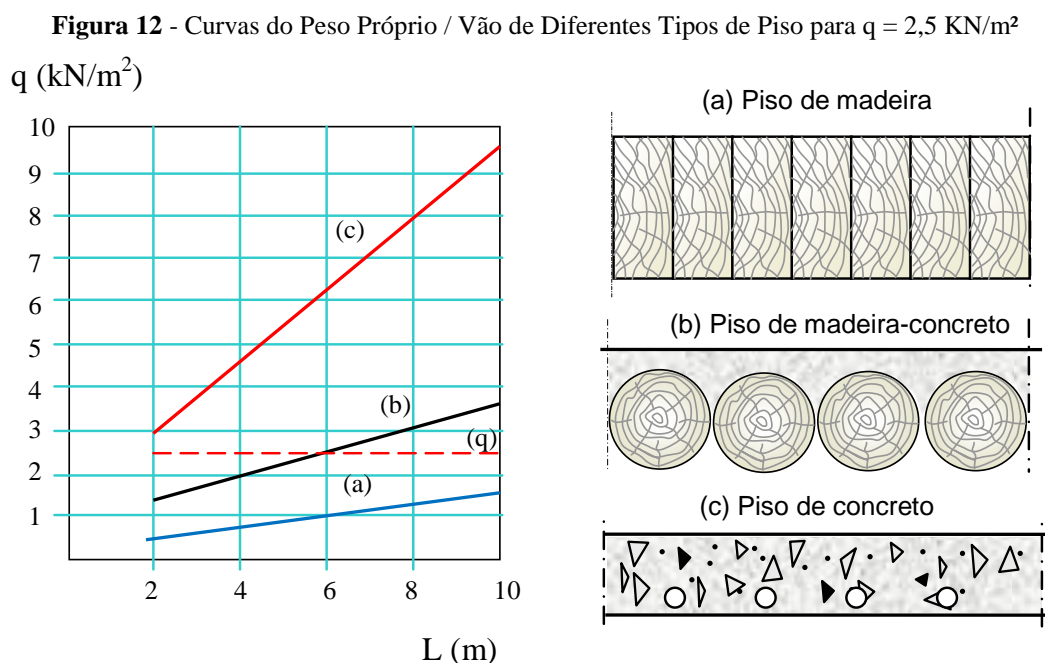 Figura 12 - Curvas do Peso Próprio / Vão de Diferentes Tipos de Piso para q = 2,5 KN/m²
q (kN/m²)
10
9
8
7
6
5
4
3
2
1
(c)
(b)
(q)
(a)
2 4 6 8 10
L (m)
(a) Piso de madeira
(b) Piso de madeira-concreto
(c) Piso de concreto